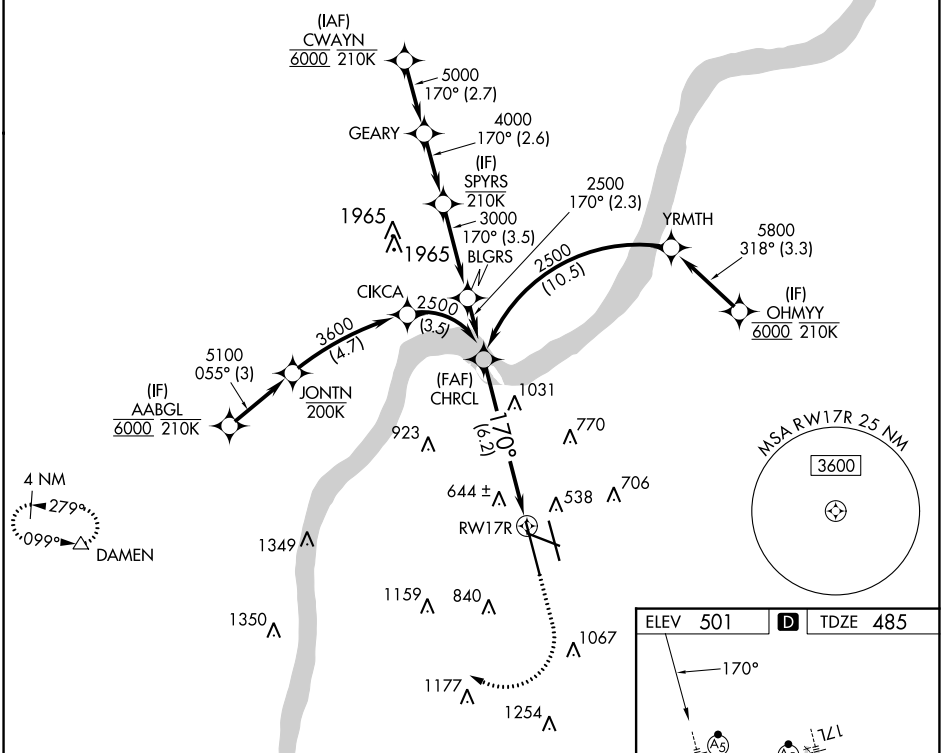 (IAF)
CWAYN
6000 210K
5000
170° (2.7)
GEARY
4000
170° (2.6)
(IF)
SPYRS
210K
2500
170° (2.3)
3000
170° (3.5)
BLGRS
1965
1965
YRMTH
5800
318° (3.3)
2500
(10.5)
(IF)
OHMYY
6000 210K
CIKCA
2500
(3.5)
3600
(4.7)
5100
055° (3)
JONTN
200K
(IF)
AABGL
6000 210K
(FAF)
CHRCL
1031
170°
(6.2)
923
770
MSA RW17R 25 NM
3600
4 NM
279°
099°
DAMEN
644 ±
538
706
RW17R
1349
1159
840
1350
1067
1177
1254
ELEV 501
D
TDZE 485
170°
A5
17L